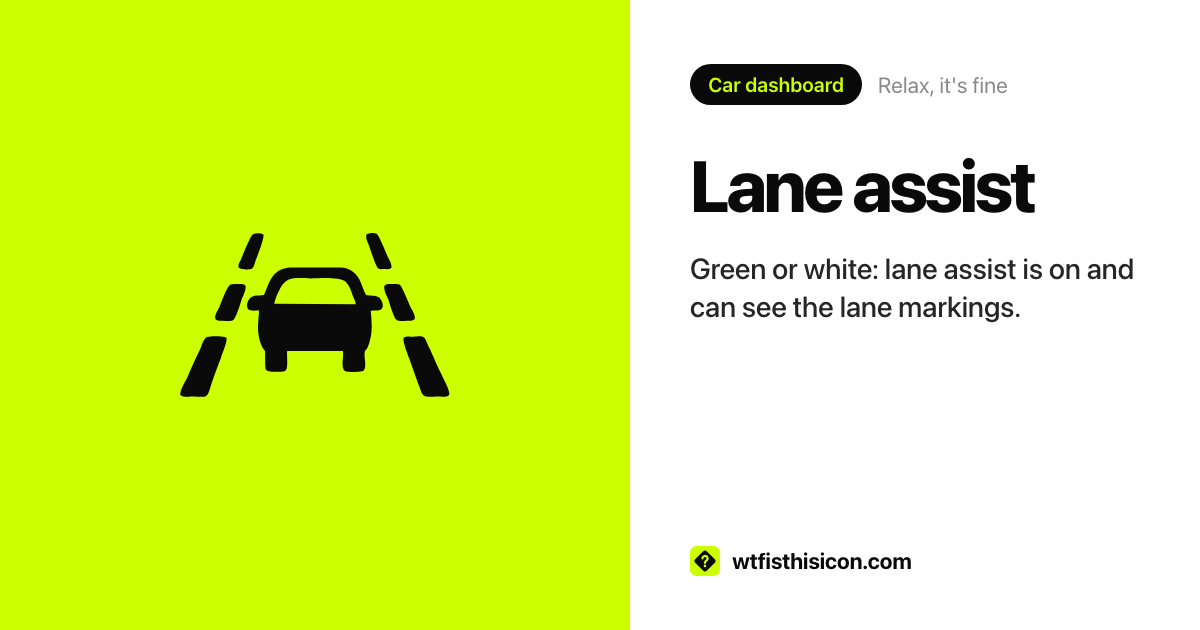 Car dashboard
Relax, it's fine
Lane assist
Green or white: lane assist is on and
can see the lane markings.
?
wtfisthisicon.com